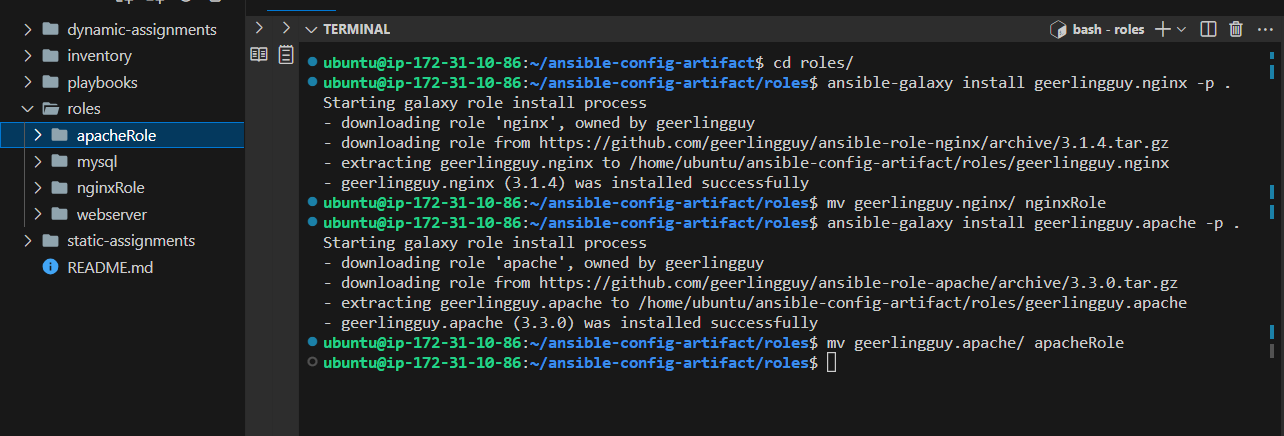 dynamic-assignments
inventory
playbooks
roles
apacheRole
mysql
nginxRole
webserver
static-assignments
README.md
TERMINAL
bash - roles
ubuntu@ip-172-31-10-86:~/ansible-config-artifact$ cd roles/
ubuntu@ip-172-31-10-86:~/ansible-config-artifact/roles$ ansible-galaxy install geerlingguy.nginx -p .
Starting galaxy role install process
- downloading role 'nginx', owned by geerlingguy
- downloading role from https://github.com/geerlingguy/ansible-role-nginx/archive/3.1.4.tar.gz
- extracting geerlingguy.nginx to /home/ubuntu/ansible-config-artifact/roles/geerlingguy.nginx
- geerlingguy.nginx (3.1.4) was installed successfully
ubuntu@ip-172-31-10-86:~/ansible-config-artifact/roles$ mv geerlingguy.nginx/ nginxRole
ubuntu@ip-172-31-10-86:~/ansible-config-artifact/roles$ ansible-galaxy install geerlingguy.apache -p .
Starting galaxy role install process
- downloading role 'apache', owned by geerlingguy
- downloading role from https://github.com/geerlingguy/ansible-role-apache/archive/3.3.0.tar.gz
- extracting geerlingguy.apache to /home/ubuntu/ansible-config-artifact/roles/geerlingguy.apache
- geerlingguy.apache (3.3.0) was installed successfully
ubuntu@ip-172-31-10-86:~/ansible-config-artifact/roles$ mv geerlingguy.apache/ apacheRole
ubuntu@ip-172-31-10-86:~/ansible-config-artifact/roles$